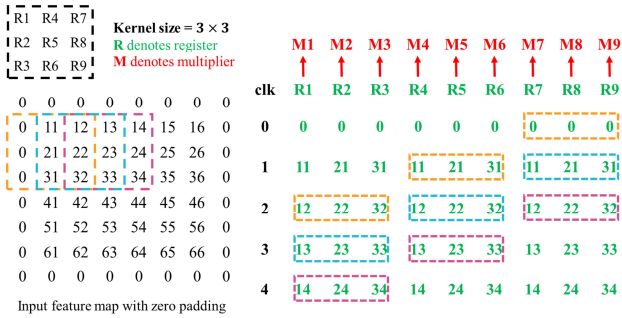 R1 R4 R7
R2 R5 R8
R3 R6 R9
Kernel size = 3 × 3
R denotes register
M denotes multiplier
0 0 0 0 0 0 0
0 11 12 13 14 15 16 0
0 21 22 23 24 25 26 0
0 31 32 33 34 35 36 0
0 41 42 43 44 45 46 0
0 51 52 53 54 55 56 0
0 61 62 63 64 65 66 0
0 0 0 0 0 0 0
Input feature map with zero padding
M1 M2 M3 M4 M5 M6 M7 M8 M9
clk R1 R2 R3 R4 R5 R6 R7 R8 R9
0 0 0 0 0 0 0 0 0 0
1 11 21 31 11 21 31 11 21 31
2 12 22 32 12 22 32 12 22 32
3 13 23 33 13 23 33 13 23 33
4 14 24 34 14 24 34 14 24 34